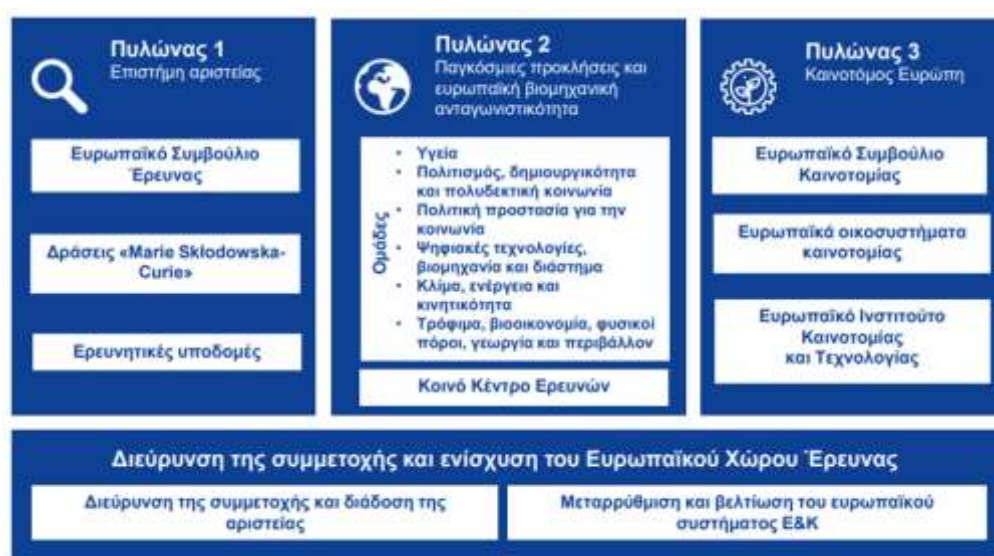 Πυλώνας 1
Επιστήμη αριστείας
Ευρωπαϊκό Συμβούλιο
Έρευνας
Δράσεις «Marie Skłodowska-
Curie»
Ερευνητικές υποδομές
Πυλώνας 2
Παγκόσμιες προκλήσεις και
ευρωπαϊκή βιομηχανική
ανταγωνιστικότητα
Ομάδες
• Υγεία
• Πολιτισμός, δημιουργικότητα
και πολυδεκτική κοινωνία
• Πολιτική προστασία για την
κοινωνία
• Ψηφιακές τεχνολογίες,
βιομηχανία και διάστημα
• Κλίμα, ενέργεια και
κινητικότητα
• Τρόφιμα, βιοοικονομία, φυσικοί
πόροι, γεωργία και περιβάλλον
Κοινό Κέντρο Ερευνών
Πυλώνας 3
Καινοτόμος Ευρώπη
Ευρωπαϊκό Συμβούλιο
Καινοτομίας
Ευρωπαϊκά οικοσυστήματα
καινοτομίας
Ευρωπαϊκό Ινστιτούτο
Καινοτομίας
και Τεχνολογίας
Διεύρυνση της συμμετοχής και ενίσχυση του Ευρωπαϊκού Χώρου Έρευνας
Διεύρυνση της συμμετοχής και διάδοση της
αριστείας
Μεταρρύθμιση και βελτίωση του ευρωπαϊκού
συστήματος Ε&Κ